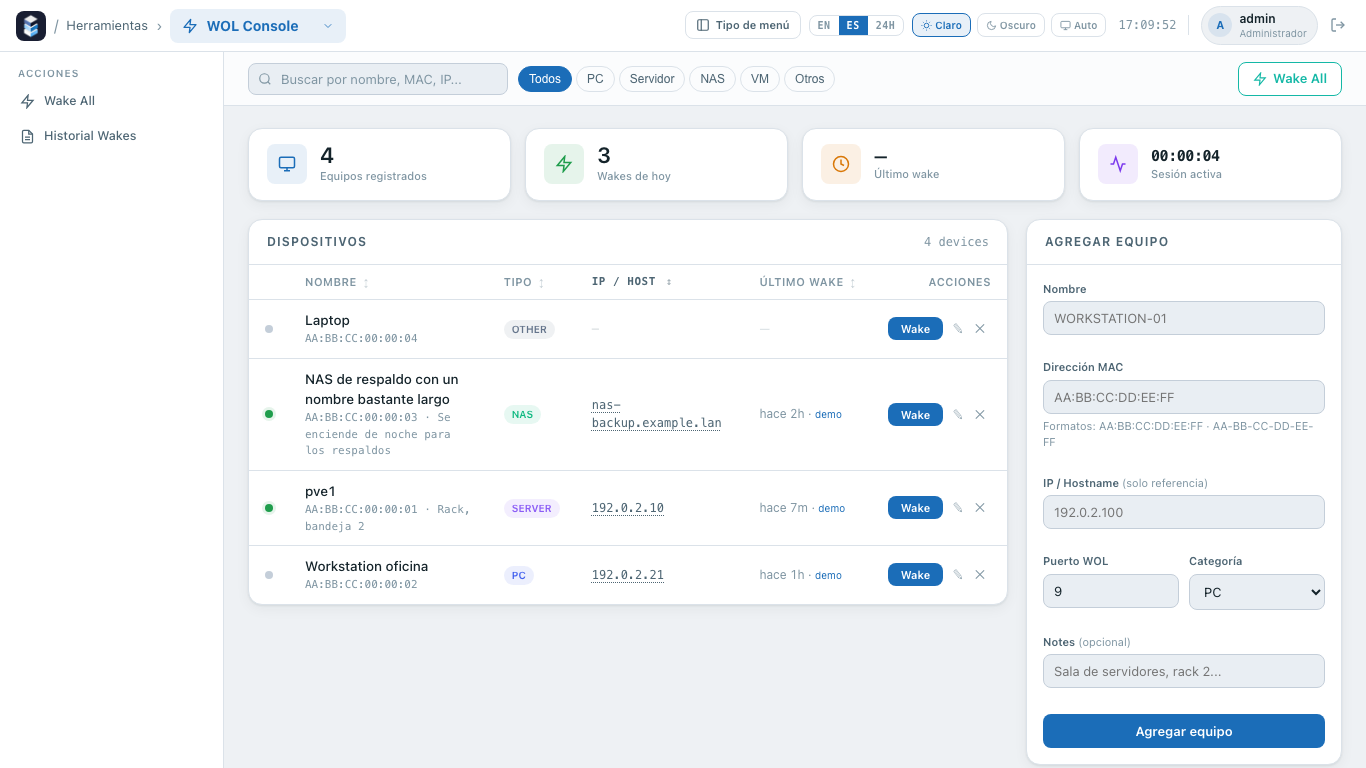 / Herramientas › WOL Console
Tipo de menú
EN ES 24H
Claro Oscuro Auto
17:09:52
A admin
Administrador
ACCIONES
Wake All
Historial Wakes
Buscar por nombre, MAC, IP...
Todos PC Servidor NAS VM Otros
Wake All
4
Equipos registrados
3
Wakes de hoy
—
Último wake
00:00:04
Sesión activa
DISPOSITIVOS 4 devices
NOMBRE ↕ TIPO ↕ IP / HOST ↕ ÚLTIMO WAKE ↕ ACCIONES
Laptop
AA:BB:CC:00:00:04
OTHER — — Wake
NAS de respaldo con un
nombre bastante largo
AA:BB:CC:00:00:03 · Se
enciende de noche para
los respaldos
NAS
nas-
backup.example.lan
hace 2h · demo Wake
pve1
AA:BB:CC:00:00:01 · Rack,
bandeja 2
SERVER 192.0.2.10 hace 7m · demo Wake
Workstation oficina
AA:BB:CC:00:00:02
PC 192.0.2.21 hace 1h · demo Wake
AGREGAR EQUIPO
Nombre
WORKSTATION-01
Dirección MAC
AA:BB:CC:DD:EE:FF
Formatos: AA:BB:CC:DD:EE:FF · AA-BB-CC-DD-EE-
FF
IP / Hostname (solo referencia)
192.0.2.100
Puerto WOL Categoría
9 PC
Notes (opcional)
Sala de servidores, rack 2...
Agregar equipo